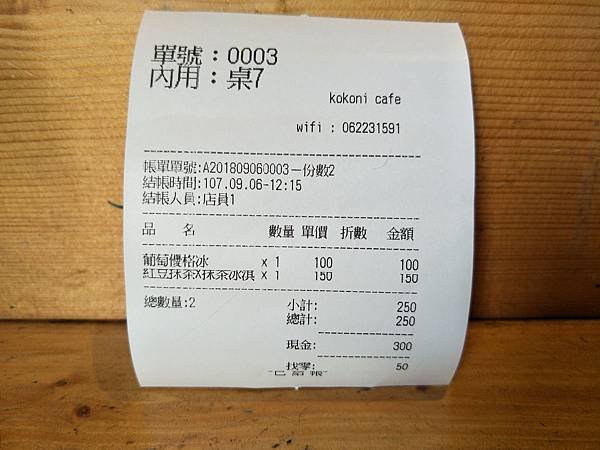 單號：0003
內用：桌7
kokoni cafe
wifi : 062231591
帳單單號:A201809060003－份數2
結帳時間:107.09.06-12:15
結帳人員:店員1
品 名 數量 單價 折數 金額
葡萄優格冰 x 1 100 100
紅豆抹茶X抹茶冰淇 x 1 150 150
總數量:2 小計: 250
總計: 250
現金: 300
找零: 50
"已結帳"